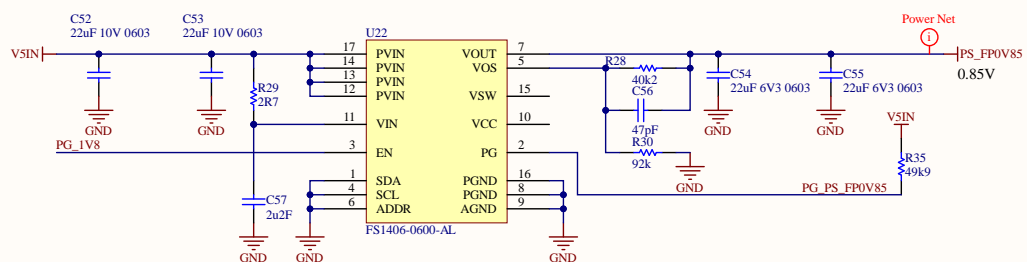 C52
22uF 10V 0603
C53
22uF 10V 0603
U22
Power Net
i
V5IN
17
PVIN
VOUT
7
PS_FP0V85
14
PVIN
VOS
5
R28
0.85V
13
PVIN
40k2
C54
22uF 6V3 0603
C55
22uF 6V3 0603
12
PVIN
VSW
15
C56
R29
2R7
47pF
11
VIN
VCC
10
V5IN
R30
92k
PG_1V8
3
EN
PG
2
R35
49k9
GND
GND
GND
GND
GND
1
SDA
PGND
16
PG_PS_FP0V85
4
SCL
PGND
8
6
ADDR
AGND
9
C57
2u2F
FS1406-0600-AL
GND
GND
GND